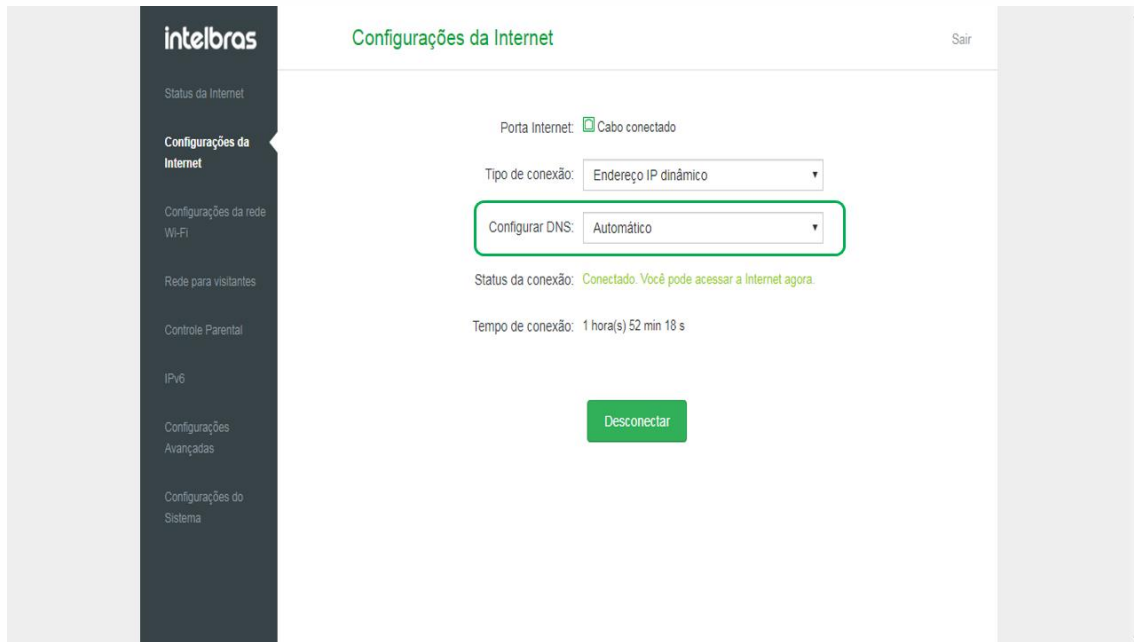 intelbras
Configurações da Internet
Sair
Status da Internet
Configurações da
Internet
Configurações da rede
Wi-Fi
Rede para visitantes
Controle Parental
IPv6
Configurações
Avançadas
Configurações do
Sistema
Porta Internet: Cabo conectado
Tipo de conexão: Endereço IP dinâmico
Configurar DNS: Automático
Status da conexão: Conectado. Você pode acessar a Internet agora.
Tempo de conexão: 1 hora(s) 52 min 18 s
Desconectar